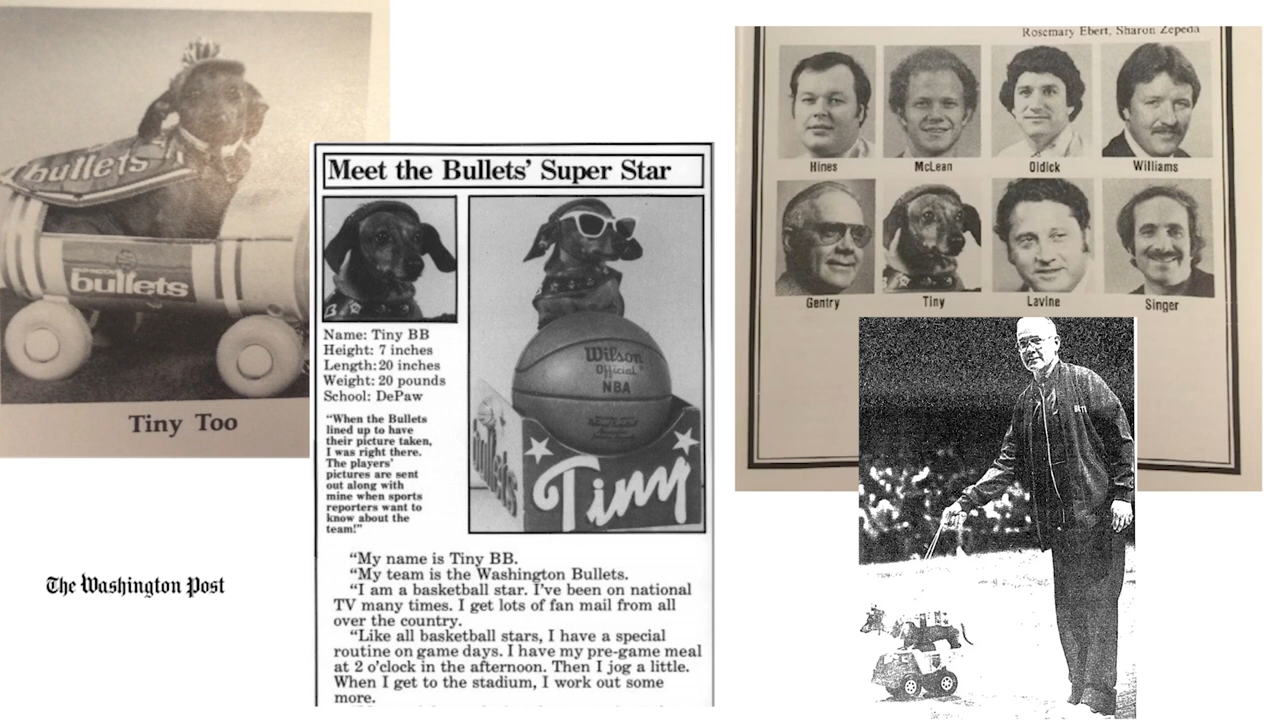 bullets
bullets
Tiny Too
The Washington Post
Meet the Bullets' Super Star
Name: Tiny BB
Height: 7 inches
Length: 20 inches
Weight: 20 pounds
School: DePaw
"When the Bullets
lined up to have
their picture taken,
I was right there.
The players'
pictures are sent
out along with
mine when sports
reporters want to
know about the
team!"
Wilson
Official
NBA
Bullets
Tiny
"My name is Tiny BB.
"My team is the Washington Bullets.
"I am a basketball star. I've been on national
TV many times. I get lots of fan mail from all
over the country.
"Like all basketball stars, I have a special
routine on game days. I have my pre-game meal
at 2 o'clock in the afternoon. Then I jog a little.
When I get to the stadium, I work out some
more.
Rosemary Ebert, Sharon Zepeda
Hines McLean Oldick Williams
Gentry Tiny Lavine Singer